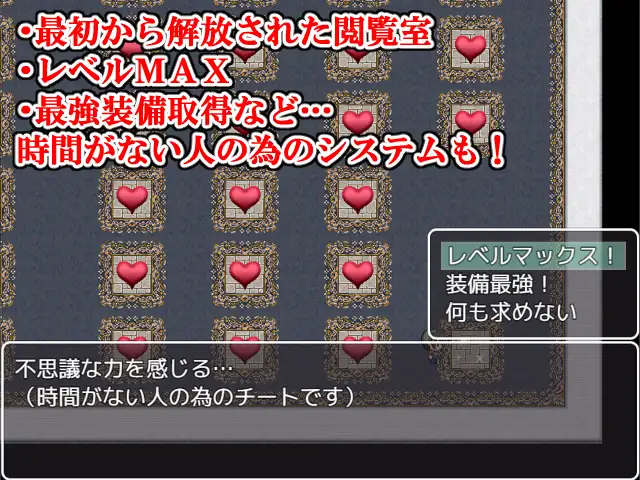 ・最初から解放された閲覧室
・レベルＭＡＸ
・最強装備取得など…
時間がない人の為のシステムも！
レベルマックス！
装備最強！
何も求めない
不思議な力を感じる…
（時間がない人の為のチートです）